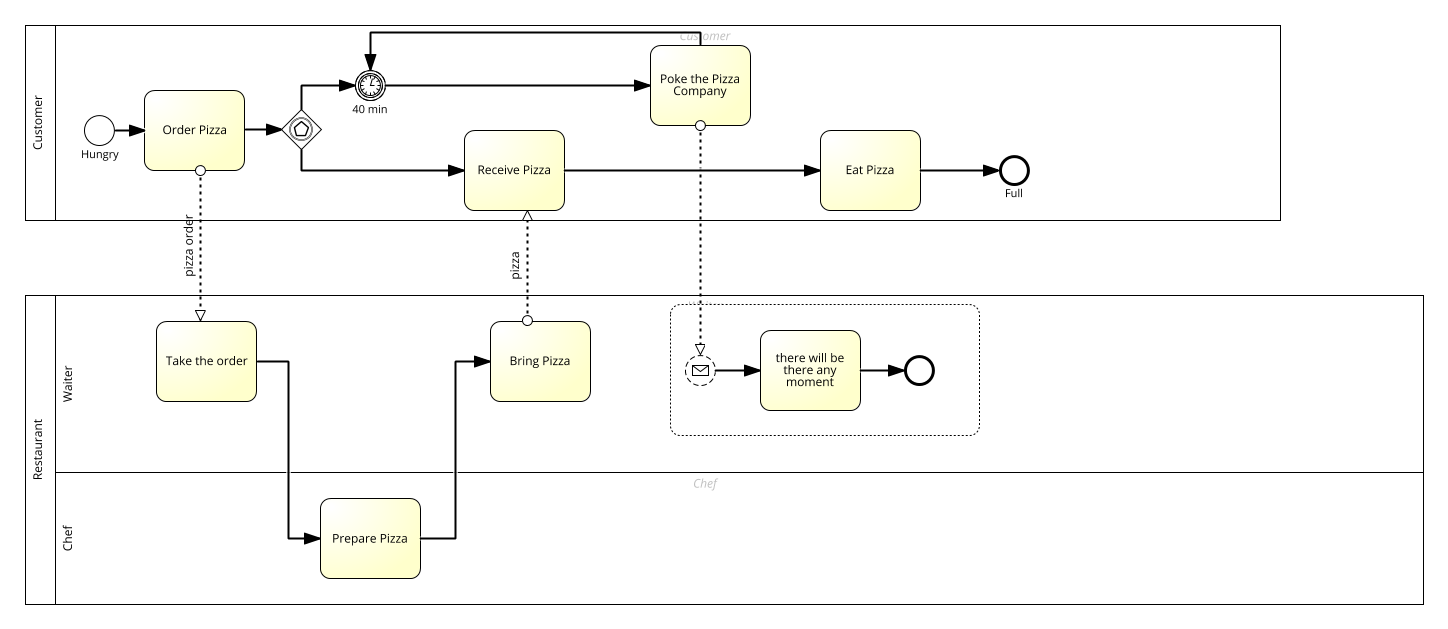 Customer
Customer
Hungry
Order Pizza
40 min
Poke the Pizza
Company
Receive Pizza
Eat Pizza
Full
pizza order
pizza
Restaurant
Waiter
Take the order
Bring Pizza
there will be
there any
moment
Chef
Chef
Prepare Pizza